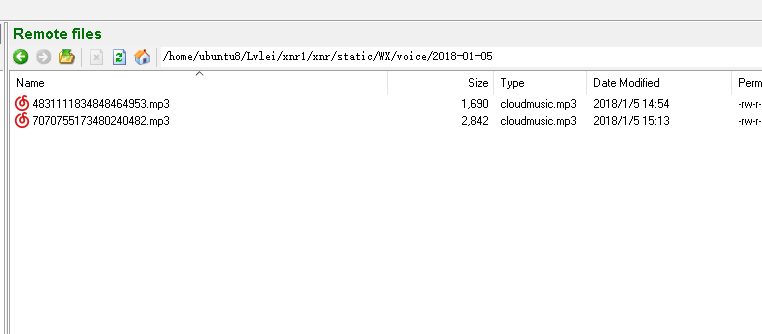 Remote files
/home/ubuntu8/Lvlei/xnr1/xnr/static/WX/voice/2018-01-05
Name Size Type Date Modified Perm
4831111834848464953.mp3 1,690 cloudmusic.mp3 2018/1/5 14:54 -rw-r-
7070755173480240482.mp3 2,842 cloudmusic.mp3 2018/1/5 15:13 -rw-r-